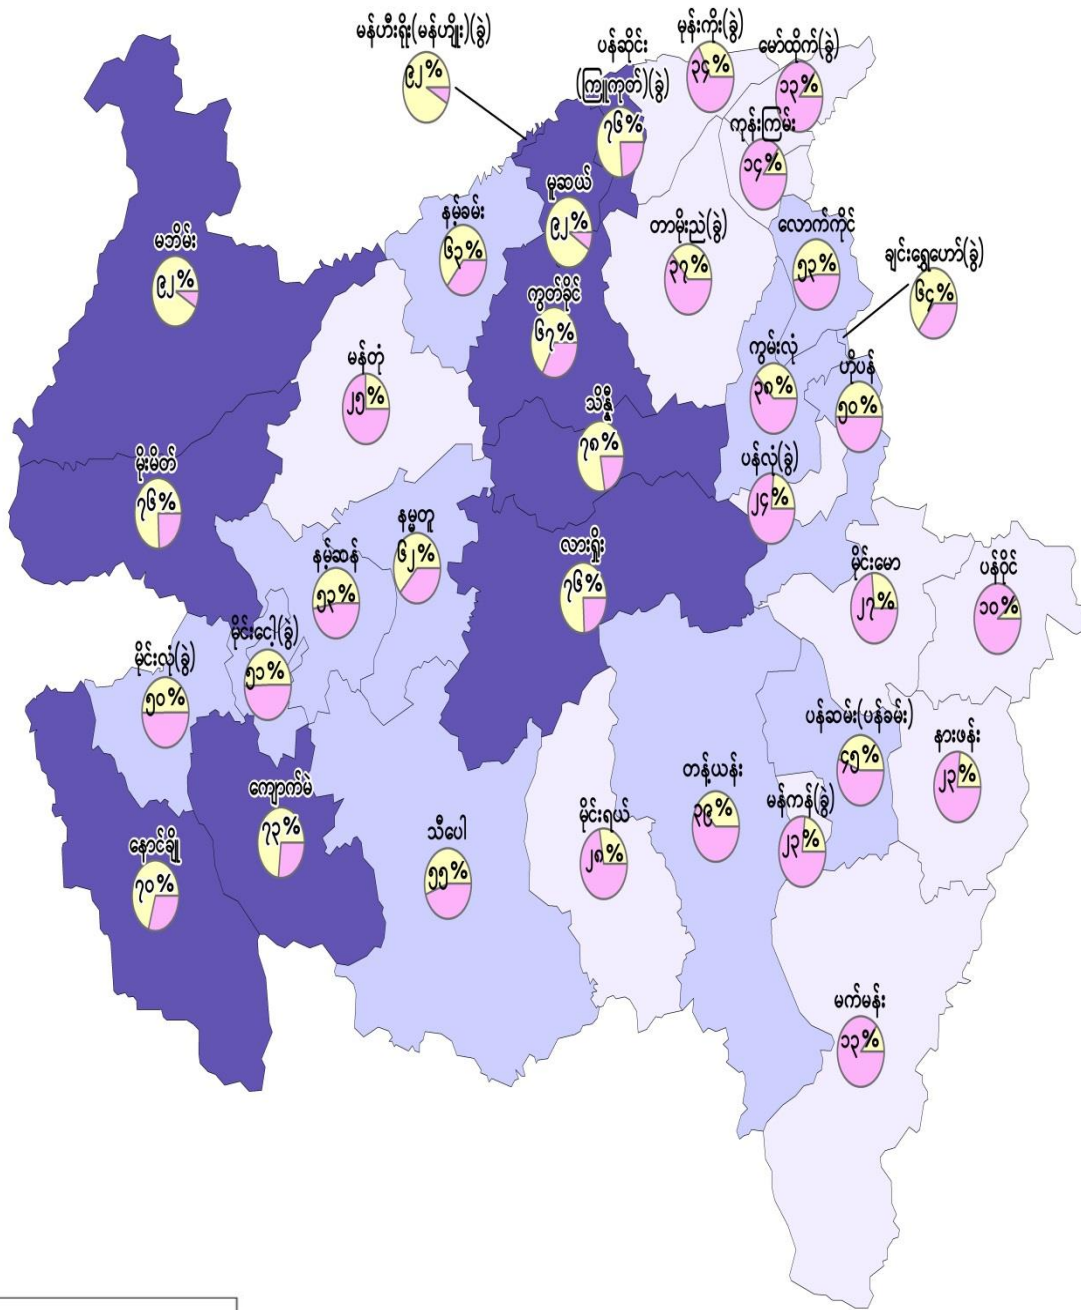 မန်ဟီးရိုး(မန်ဟျိုး)(ခွဲ)
၉၂%
ပန်ဆိုင်း
(ကြူကုတ်)(ခွဲ)
၇၆%
မုန်းကိုး(ခွဲ)
၃၄%
မော်ထိုက်(ခွဲ)
၁၃%
ကုန်းကြမ်း
၁၄%
မူဆယ်
၉၂%
နမ့်ခမ်း
၆၃%
မဘိမ်း
၉၂%
တာမိုးညဲ(ခွဲ)
၃၇%
လောက်ကိုင်
၅၃%
ချင်းရွှေဟော်(ခွဲ)
၆၄%
ကွတ်ခိုင်
၆၇%
မန်တုံ
၂၅%
ကွမ်းလုံ
၃၈%
ဟိုပန်
၅၀%
သိန္နီ
၇၈%
ပန်လုံ(ခွဲ)
၂၄%
မိုးမိတ်
၇၆%
နမ္မတူ
၆၂%
နမ့်ဆန်
၅၃%
လားရှိုး
၇၆%
မိုင်းမော
၂၇%
ပန်ဝိုင်
၁၀%
မိုင်းငေါ့(ခွဲ)
၅၁%
မိုင်းလုံ(ခွဲ)
၅၀%
ပန်ဆမ်း(ပန်ခမ်း)
၄၅%
နားဖန်း
၂၃%
တန့်ယန်း
၃၉%
မန်ကန်(ခွဲ)
၂၃%
ကျောက်မဲ
၇၃%
မိုင်းရယ်
၂၈%
သီပေါ
၅၅%
နောင်ချို
၇၀%
မက်မန်း
၁၃%